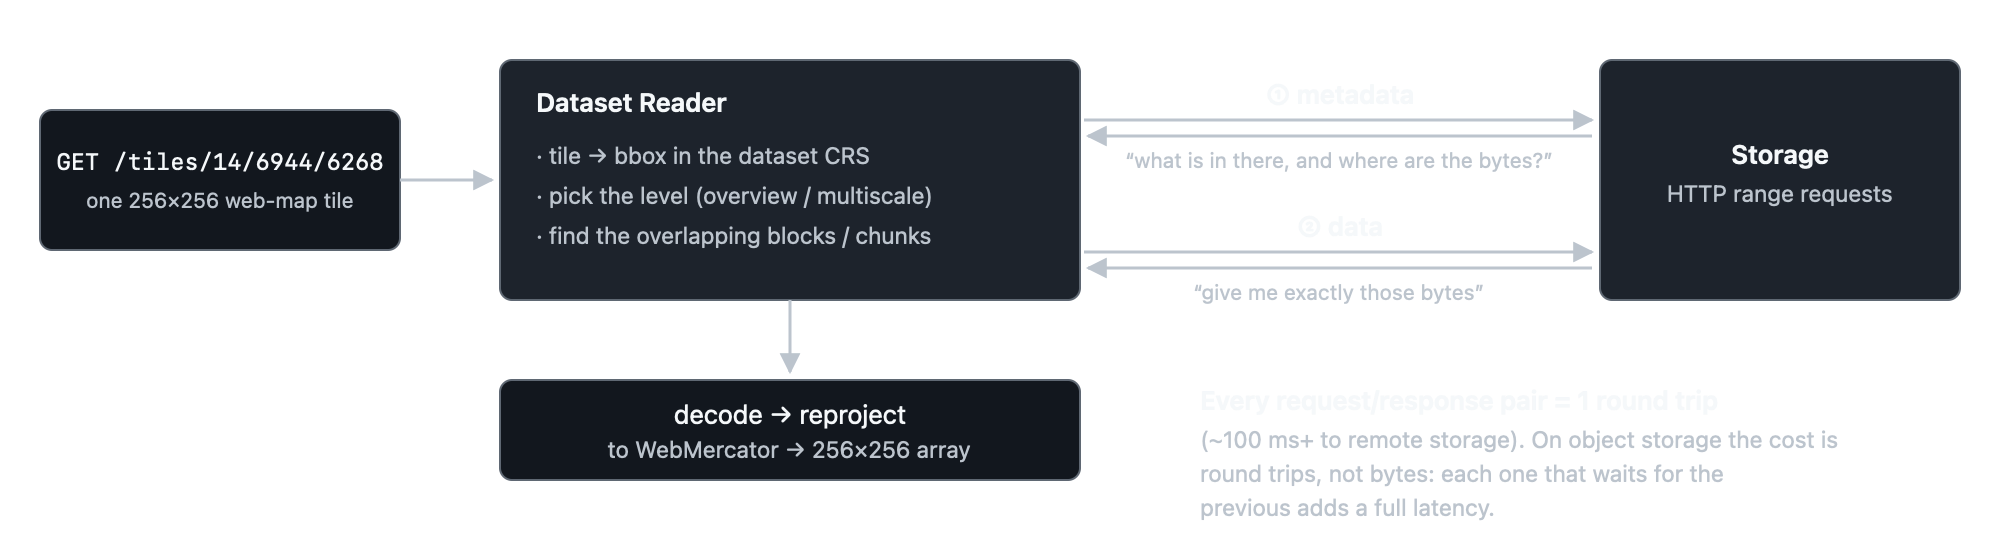 GET /tiles/14/6944/6268
one 256×256 web-map tile
Dataset Reader
· tile → bbox in the dataset CRS
· pick the level (overview / multiscale)
· find the overlapping blocks / chunks
① metadata
“what is in there, and where are the bytes?”
② data
“give me exactly those bytes”
Storage
HTTP range requests
decode → reproject
to WebMercator → 256×256 array
Every request/response pair = 1 round trip
(~100 ms+ to remote storage). On object storage the cost is
round trips, not bytes: each one that waits for the
previous adds a full latency.